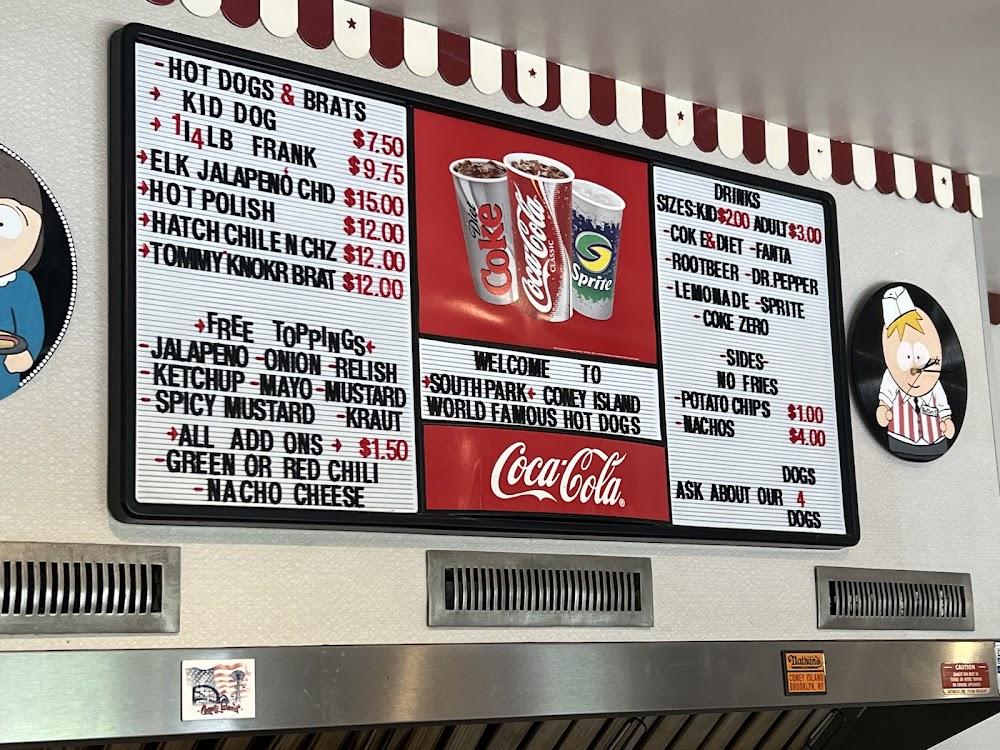 -HOT DOGS & BRATS
KID DOG $7.50
1/4LB FRANK $9.75
ELK JALAPENO CHD $15.00
HOT POLISH $12.00
HATCH CHILE N CHZ $12.00
TOMMYKNOKR BRAT $12.00
FREE TOPPINGS
-JALAPENO -ONION -RELISH
-KETCHUP -MAYO -MUSTARD
-SPICY MUSTARD -KRAUT
ALL ADD ONS $1.50
-GREEN OR RED CHILI
-NACHO CHEESE
Diet Coke
Coca-Cola
CLASSIC
Sprite
WELCOME TO
SOUTH PARK CONEY ISLAND
WORLD FAMOUS HOT DOGS
Coca-Cola
DRINKS
SIZES-KID $2.00 ADULT $3.00
-COKE&DIET -FANTA
-ROOTBEER -DR.PEPPER
-LEMONADE -SPRITE
-COKE ZERO
-SIDES-
NO FRIES
-POTATO CHIPS $1.00
-NACHOS $4.00
DOGS
ASK ABOUT OUR 4
DOGS
Nathan's
CONEY ISLAND
BROOKLYN, NY
CAUTION